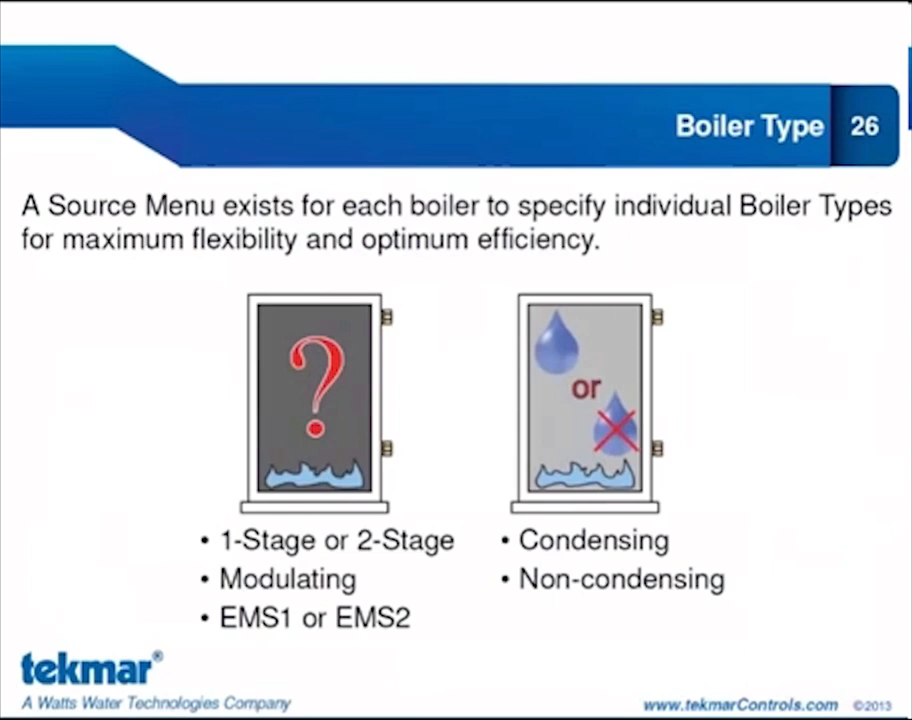 Boiler Type 26
A Source Menu exists for each boiler to specify individual Boiler Types
for maximum flexibility and optimum efficiency.
?
or
• 1-Stage or 2-Stage
• Modulating
• EMS1 or EMS2
• Condensing
• Non-condensing
tekmar®
A Watts Water Technologies Company
www.tekmarControls.com ©2013